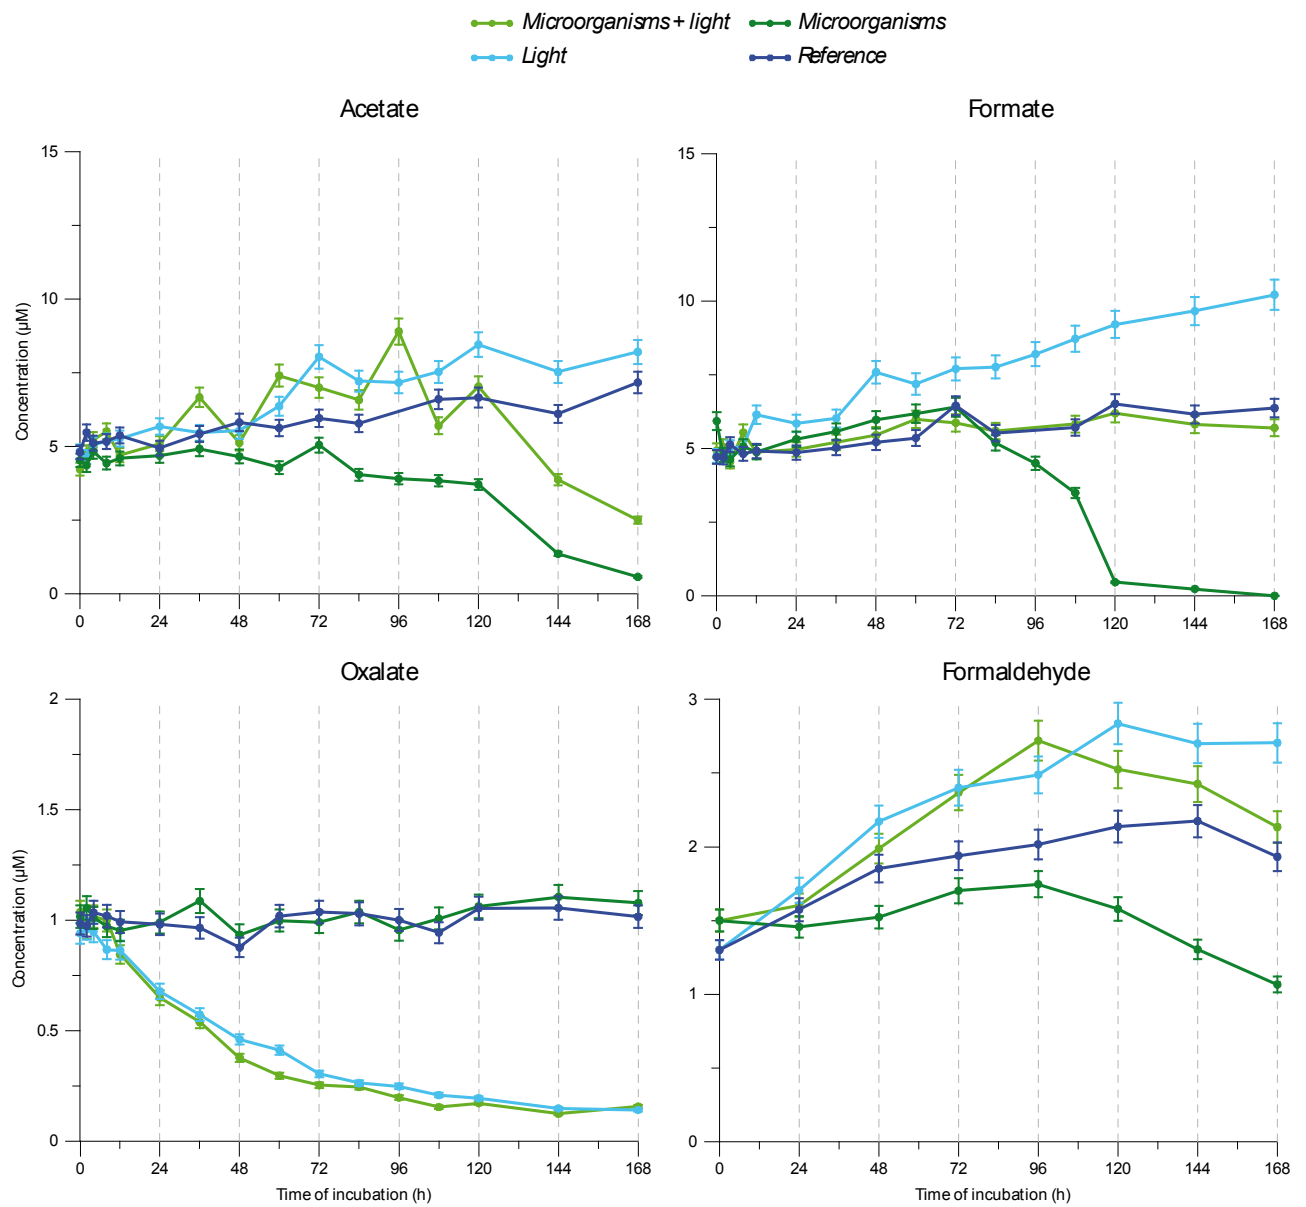 Microorganisms + light Microorganisms
Light Reference
Acetate Formate
15 15
10 10
5 5
0 0
Concentration (µM)
0 24 48 72 96 120 144 168 0 24 48 72 96 120 144 168
Oxalate Formaldehyde
2 3
1.5 2
1 1
0.5 0
0
Concentration (µM)
0 24 48 72 96 120 144 168 0 24 48 72 96 120 144 168
Time of incubation (h) Time of incubation (h)